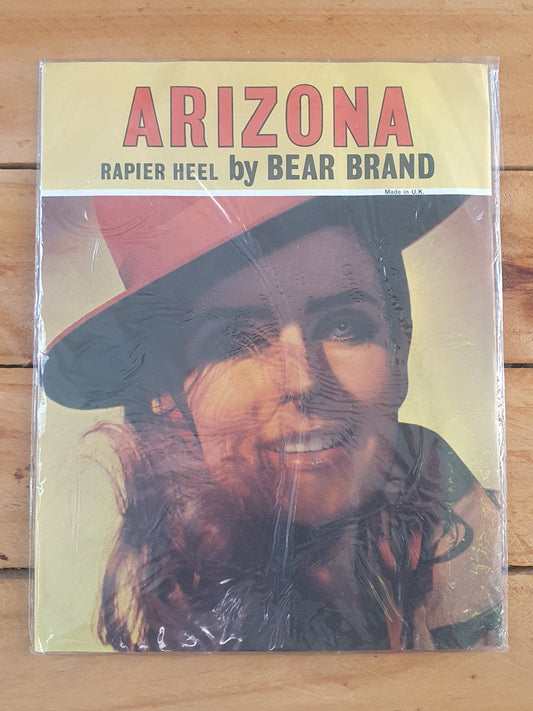 ARIZONA
RAPIER HEEL by BEAR BRAND
Made in U.K.